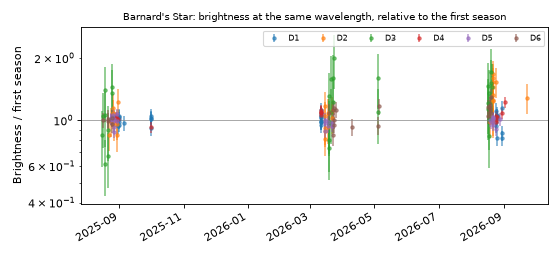 Barnard's Star: brightness at the same wavelength, relative to the first season
D1 D2 D3 D4 D5 D6
Brightness / first season
2 × 10⁰
10⁰
6 × 10⁻¹
4 × 10⁻¹
2025-09 2025-11 2026-01 2026-03 2026-05 2026-07 2026-09